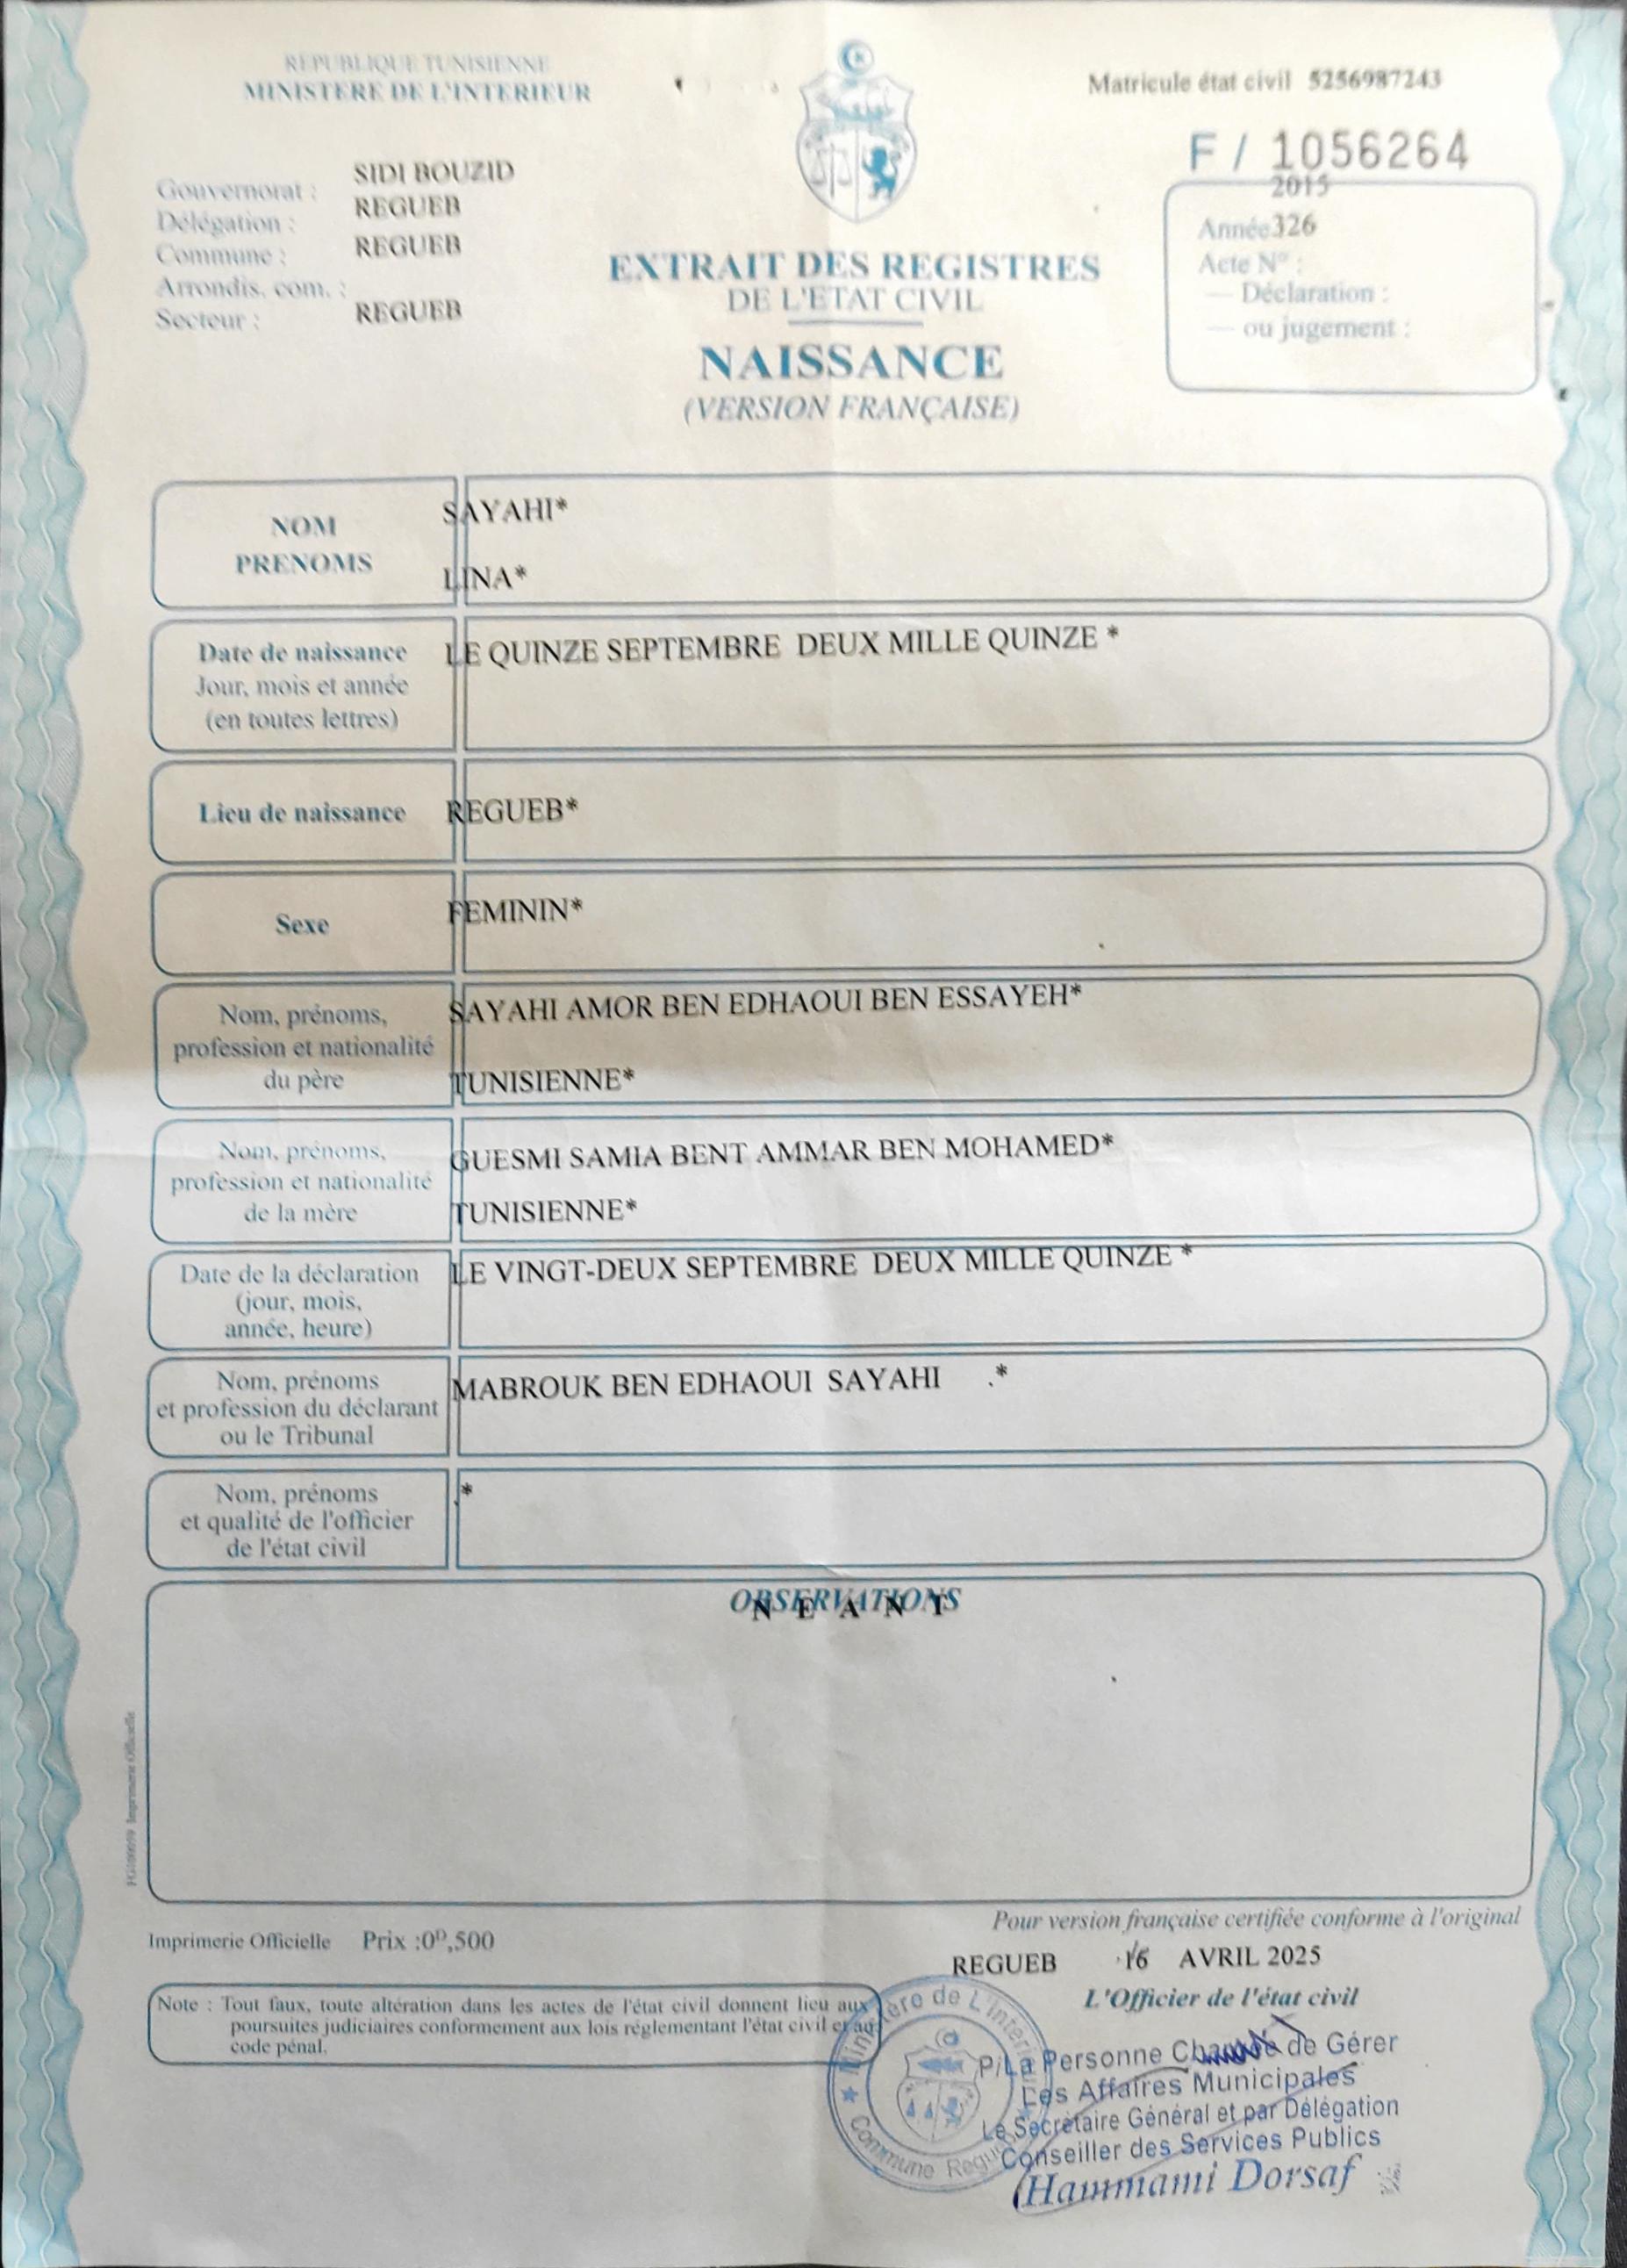 REPUBLIQUE TUNISIENNE
MINISTERE DE L'INTERIEUR
Matricule état civil 5256987243
F / 1056264
Gouvernorat : SIDI BOUZID
Délégation : REGUEB
Commune : REGUEB
Arrondis. com. :
Secteur : REGUEB
2015
Année 326
Acte N° :
— Déclaration :
— ou jugement :
EXTRAIT DES REGISTRES
DE L'ETAT CIVIL
NAISSANCE
(VERSION FRANÇAISE)
NOM SAYAHI*
PRENOMS LINA*
Date de naissance LE QUINZE SEPTEMBRE DEUX MILLE QUINZE *
Jour, mois et année
(en toutes lettres)
Lieu de naissance REGUEB*
Sexe FEMININ*
Nom, prénoms, SAYAHI AMOR BEN EDHAOUI BEN ESSAYEH*
profession et nationalité
du père TUNISIENNE*
Nom, prénoms, GUESMI SAMIA BENT AMMAR BEN MOHAMED*
profession et nationalité
de la mère TUNISIENNE*
Date de la déclaration LE VINGT-DEUX SEPTEMBRE DEUX MILLE QUINZE *
(jour, mois,
année, heure)
Nom, prénoms MABROUK BEN EDHAOUI SAYAHI .*
et profession du déclarant
ou le Tribunal
Nom, prénoms .*
et qualité de l'officier
de l'état civil
OBSERVATIONS
N E A N T
Imprimerie Officielle
Pour version française certifiée conforme à l'original
Imprimerie Officielle Prix :0ᴰ,500
REGUEB 16 AVRIL 2025
L'Officier de l'état civil
Note : Tout faux, toute altération dans les actes de l'état civil donnent lieu aux
poursuites judiciaires conformement aux lois réglementant l'état civil et au
code pénal.
Ministère de L'Interieur
Commune Regueb
P/La Personne Chargée de Gérer
Les Affaires Municipales
Le Secrétaire Général et par Délégation
Conseiller des Services Publics
Hammami Dorsaf